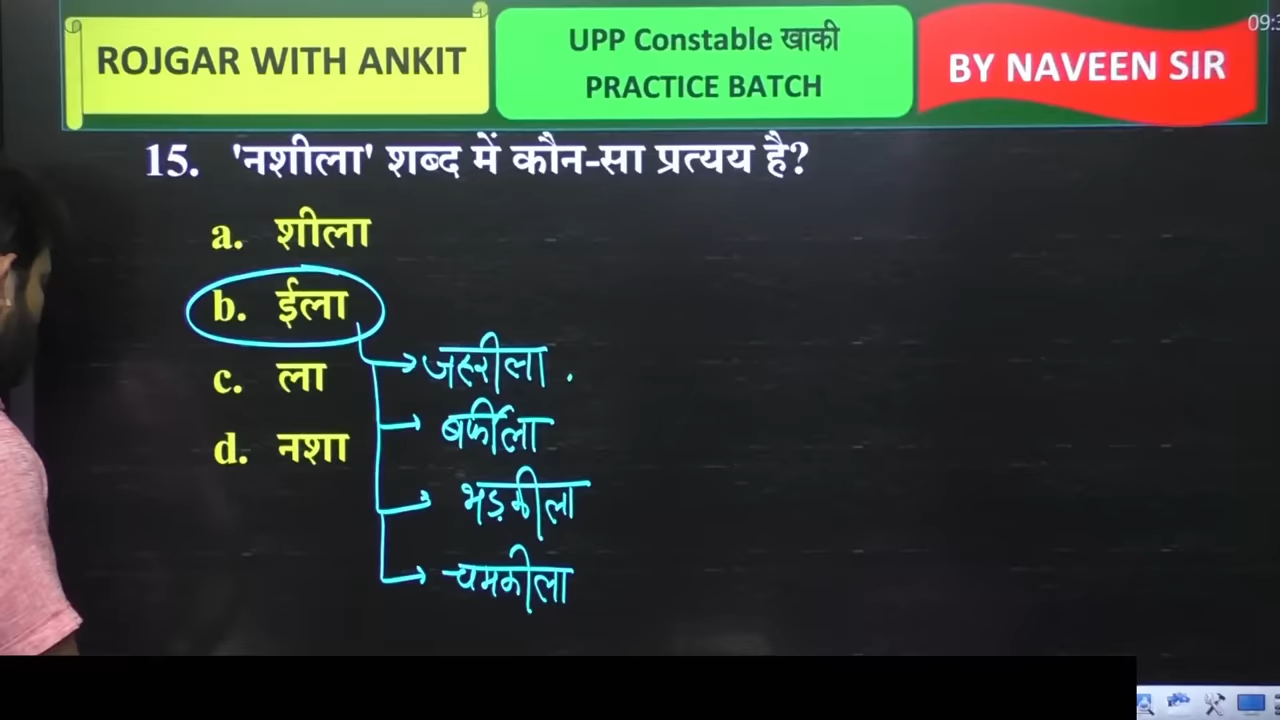 ROJGAR WITH ANKIT
UPP Constable खाकी
PRACTICE BATCH
BY NAVEEN SIR
15. 'नशीला' शब्द में कौन-सा प्रत्यय है?
a. शीला
b. ईला
c. ला
d. नशा
जहरीला .
बर्फीला
भड़कीला
चमकीला